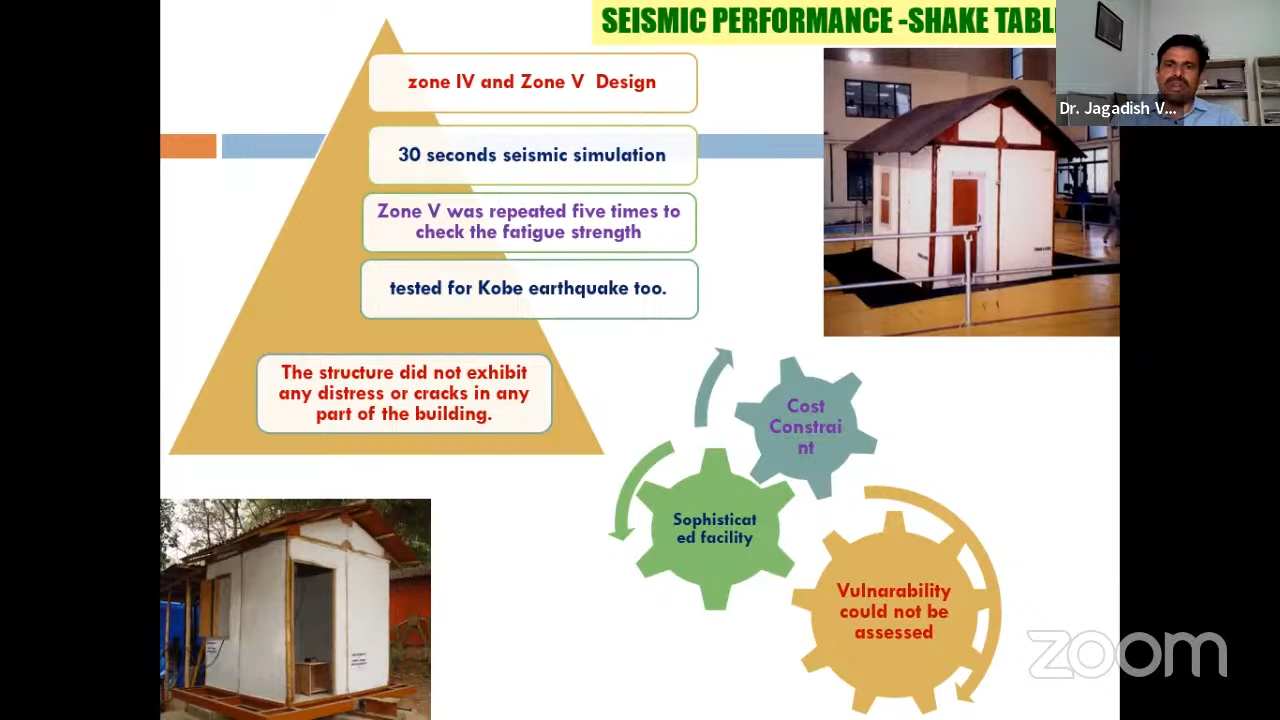 SEISMIC PERFORMANCE -SHAKE TABL
Dr. Jagadish V...
zone IV and Zone V Design
30 seconds seismic simulation
Zone V was repeated five times to
check the fatigue strength
tested for Kobe earthquake too.
The structure did not exhibit
any distress or cracks in any
part of the building.
Cost
Constrai
nt
Sophisticat
ed facility
Vulnarability
could not be
assessed
zoom